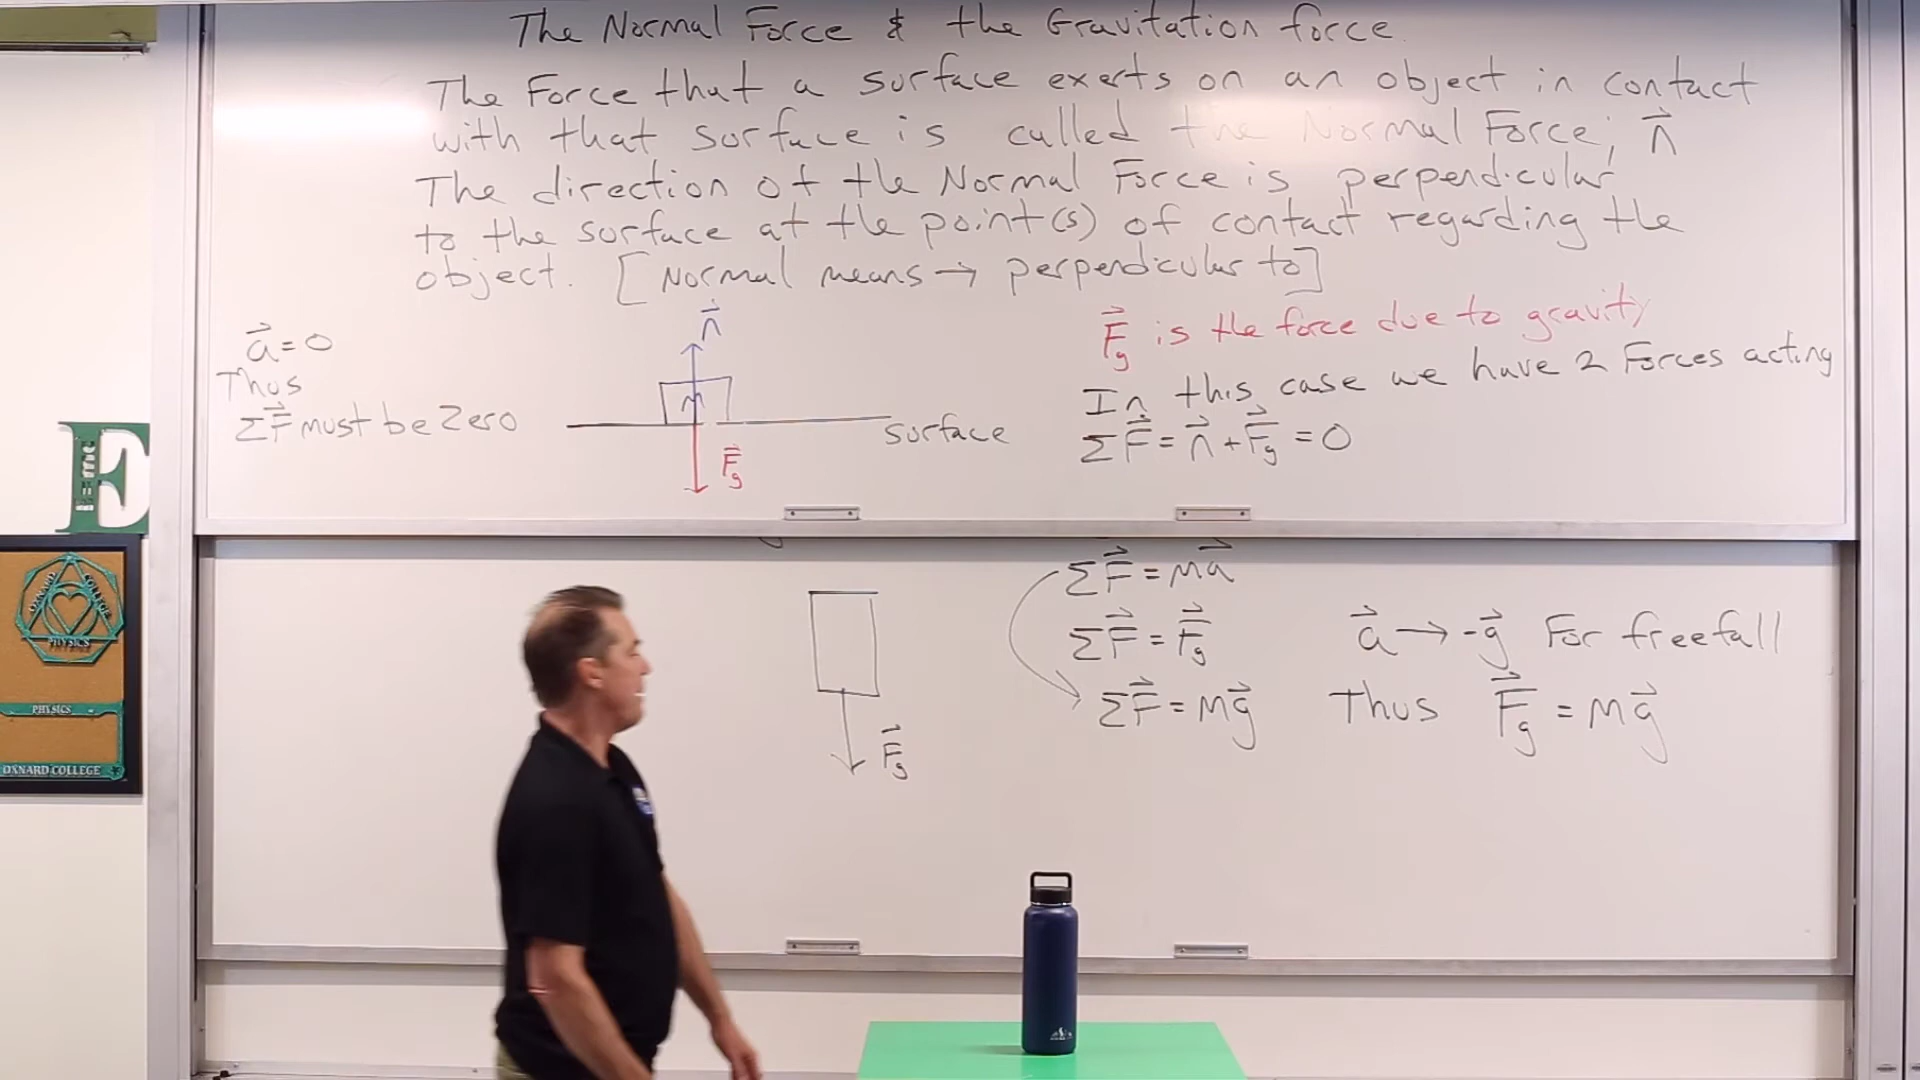 The Normal Force & the Gravitation force.
The Force that a surface exerts on an object in contact
with that surface is called the Normal Force, n⃗
The direction of the Normal Force is perpendicular
to the surface at the point(s) of contact regarding the
object. [Normal means → perpendicular to]
a⃗ = 0
Thus
ΣF⃗ must be Zero
n⃗
m
F⃗g
surface
F⃗g is the force due to gravity
In this case we have 2 Forces acting
ΣF⃗ = n⃗ + F⃗g = 0
F⃗g
ΣF⃗ = ma⃗
ΣF⃗ = F⃗g
ΣF⃗ = mg⃗
a⃗ → -g⃗ For freefall
Thus F⃗g = mg⃗
E=mc²
OXNARD COLLEGE
PHYSICS
PHYSICS
OXNARD COLLEGE